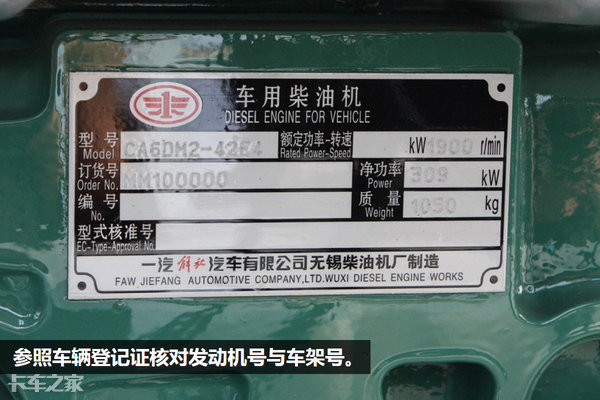 车用柴油机
DIESEL ENGINE FOR VEHICLE
型号 CA6DM2-42E4 额定功率-转速 kW 1900 r/min
Model Rated Power-Speed
订货号 MM100000 净功率 309 kW
Order No. Power
编号 质量 1050 kg
No. Weight
型式核准号
EC-Type-Approval No.
一汽解放汽车有限公司无锡柴油机厂制造
FAW JIEFANG AUTOMOTIVE COMPANY,LTD.WUXI DIESEL ENGINE WORKS
参照车辆登记证核对发动机号与车架号。
卡车之家